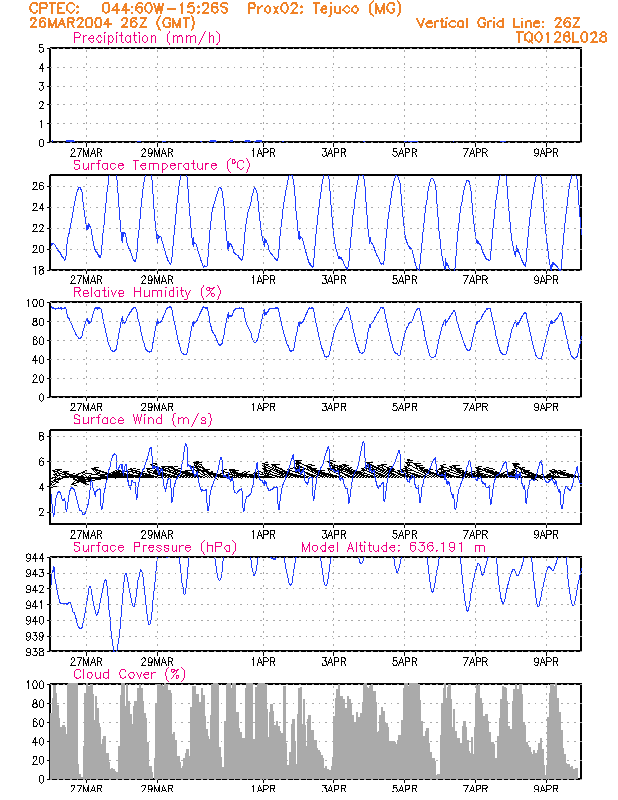 CPTEC: 044:60W-15:26S Prox02: Tejuco (MG)
26MAR2004 26Z (GMT) Vertical Grid Line: 26Z
Precipitation (mm/h) TQ0126L028
5
4
3
2
1
0
27MAR 29MAR 1APR 3APR 5APR 7APR 9APR
Surface Temperature (°C)
26
24
22
20
18
27MAR 29MAR 1APR 3APR 5APR 7APR 9APR
Relative Humidity (%)
100
80
60
40
20
0
27MAR 29MAR 1APR 3APR 5APR 7APR 9APR
Surface Wind (m/s)
8
6
4
2
27MAR 29MAR 1APR 3APR 5APR 7APR 9APR
Surface Pressure (hPa) Model Altitude: 636.191 m
944
943
942
941
940
939
938
27MAR 29MAR 1APR 3APR 5APR 7APR 9APR
Cloud Cover (%)
100
80
60
40
20
0
27MAR 29MAR 1APR 3APR 5APR 7APR 9APR